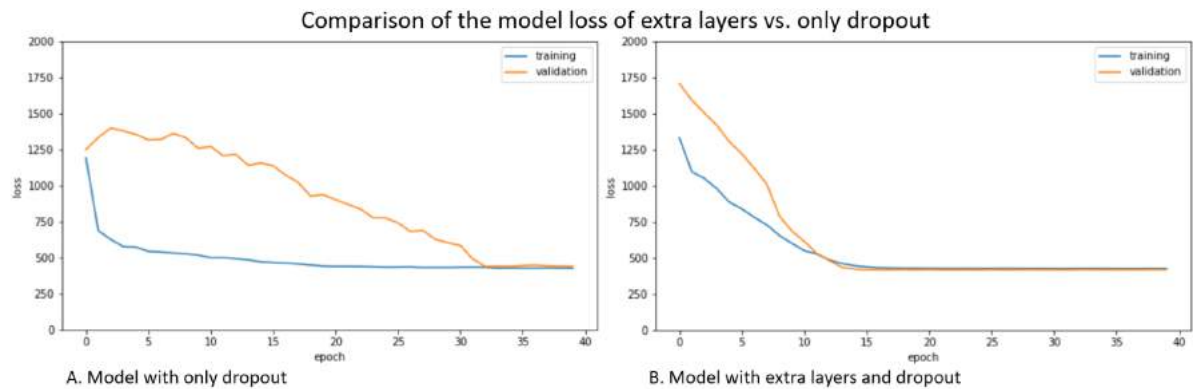 Comparison of the model loss of extra layers vs. only dropout
2000
1750
1500
1250
1000
750
500
250
0
loss
training
validation
0 5 10 15 20 25 30 35 40
epoch
A. Model with only dropout
2000
1750
1500
1250
1000
750
500
250
0
loss
training
validation
0 5 10 15 20 25 30 35 40
epoch
B. Model with extra layers and dropout